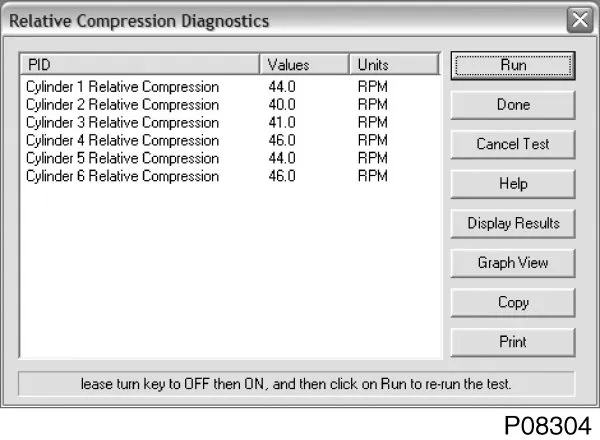 Relative Compression Diagnostics
PID Values Units
Cylinder 1 Relative Compression 44.0 RPM
Cylinder 2 Relative Compression 40.0 RPM
Cylinder 3 Relative Compression 41.0 RPM
Cylinder 4 Relative Compression 46.0 RPM
Cylinder 5 Relative Compression 44.0 RPM
Cylinder 6 Relative Compression 46.0 RPM
Run
Done
Cancel Test
Help
Display Results
Graph View
Copy
Print
lease turn key to OFF then ON, and then click on Run to re-run the test.
P08304